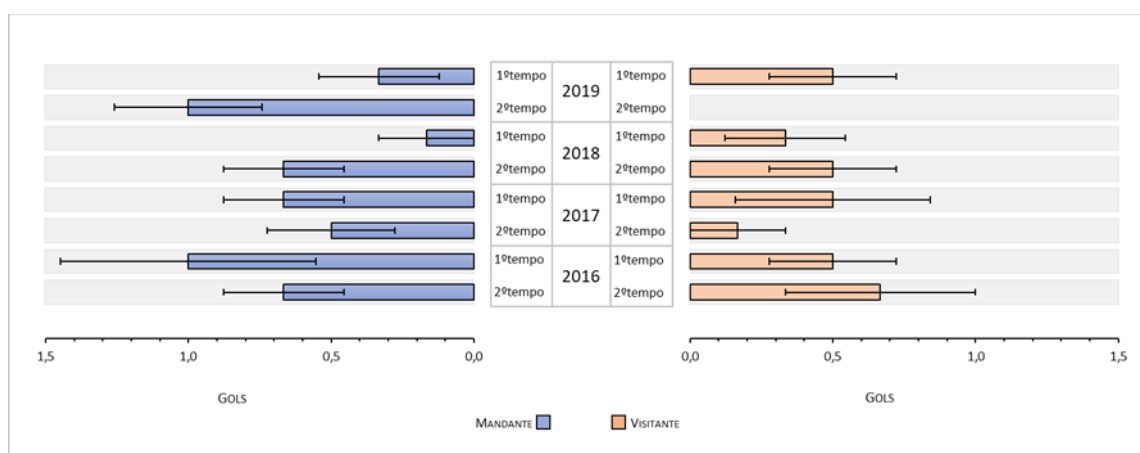 1ºtempo 2019 1ºtempo
2ºtempo 2ºtempo
1ºtempo 2018 1ºtempo
2ºtempo 2ºtempo
1ºtempo 2017 1ºtempo
2ºtempo 2ºtempo
1ºtempo 2016 1ºtempo
2ºtempo 2ºtempo
1,5 1,0 0,5 0,0 0,0 0,5 1,0 1,5
GOLS GOLS
MANDANTE VISITANTE